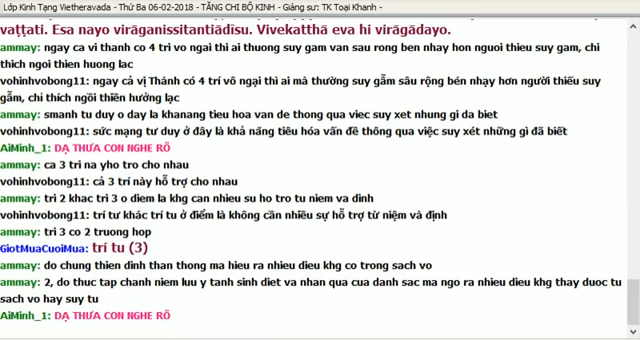 Lớp Kinh Tạng Vietheravada - Thứ Ba 06-02-2018 - TĂNG CHI BỘ KINH - Giảng sư: TK Toại Khanh -
vaṭṭati. Esa nayo virāganissitantiādīsu. Vivekatthā eva hi virāgādayo.
ammay: ngay ca vi thanh co 4 tri vo ngai thi ai thuong suy gam van sau rong ben nhay hon nguoi thieu suy gam, chi
thich ngoi thien huong lac
vohinhvobong11: ngay cả vị Thánh có 4 trí võ ngại thì ai mà thường suy gẫm sâu rộng bén nhạy hơn người thiếu suy
gẫm, chỉ thích ngồi thiền hưởng lạc
ammay: smanh tu duy o day la khanang tieu hoa van de thong qua viec suy xet nhung gi da biet
vohinhvobong11: sức mạng tư duy ở đây là khả năng tiêu hóa vấn đề thông qua việc suy xét những gì đã biết
AiMinh_1: DẠ THƯA CON NGHE RÕ
ammay: ca 3 tri na yho tro cho nhau
vohinhvobong11: cả 3 trí này hỗ trợ cho nhau
ammay: tri 2 khac tri 3 o diem la khg can nhieu su ho tro tu niem va dinh
vohinhvobong11: trí tư khác trí tu ở điểm là không cần nhiều sự hỗ trợ từ niệm và định
ammay: tri 3 co 2 truong hop
GiotMuaCuoiMua: trí tu (3)
ammay: do chung thien dinh than thong ma hieu ra nhieu dieu khg co trong sach vo
ammay: 2, do thuc tap chanh niem luu y tanh sinh diet va nhan qua cua danh sac ma ngo ra nhieu dieu khg thay duoc tu
sach vo hay suy tu
AiMinh_1: DẠ THƯA CON NGHE RÕ